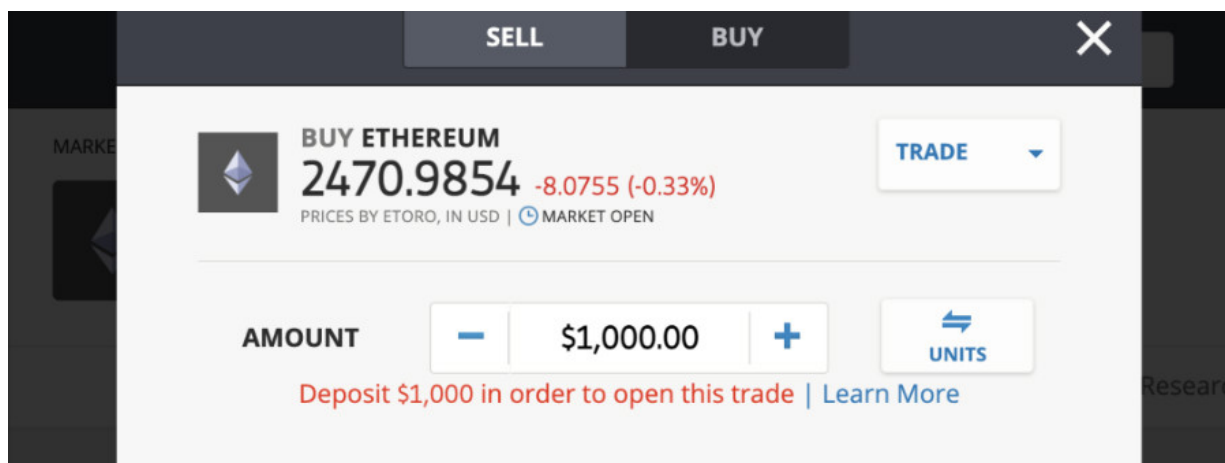 SELL BUY
MARKE
BUY ETHEREUM
2470.9854 -8.0755 (-0.33%)
PRICES BY ETORO, IN USD | MARKET OPEN
TRADE
AMOUNT − $1,000.00 +
UNITS
Deposit $1,000 in order to open this trade | Learn More
Resear